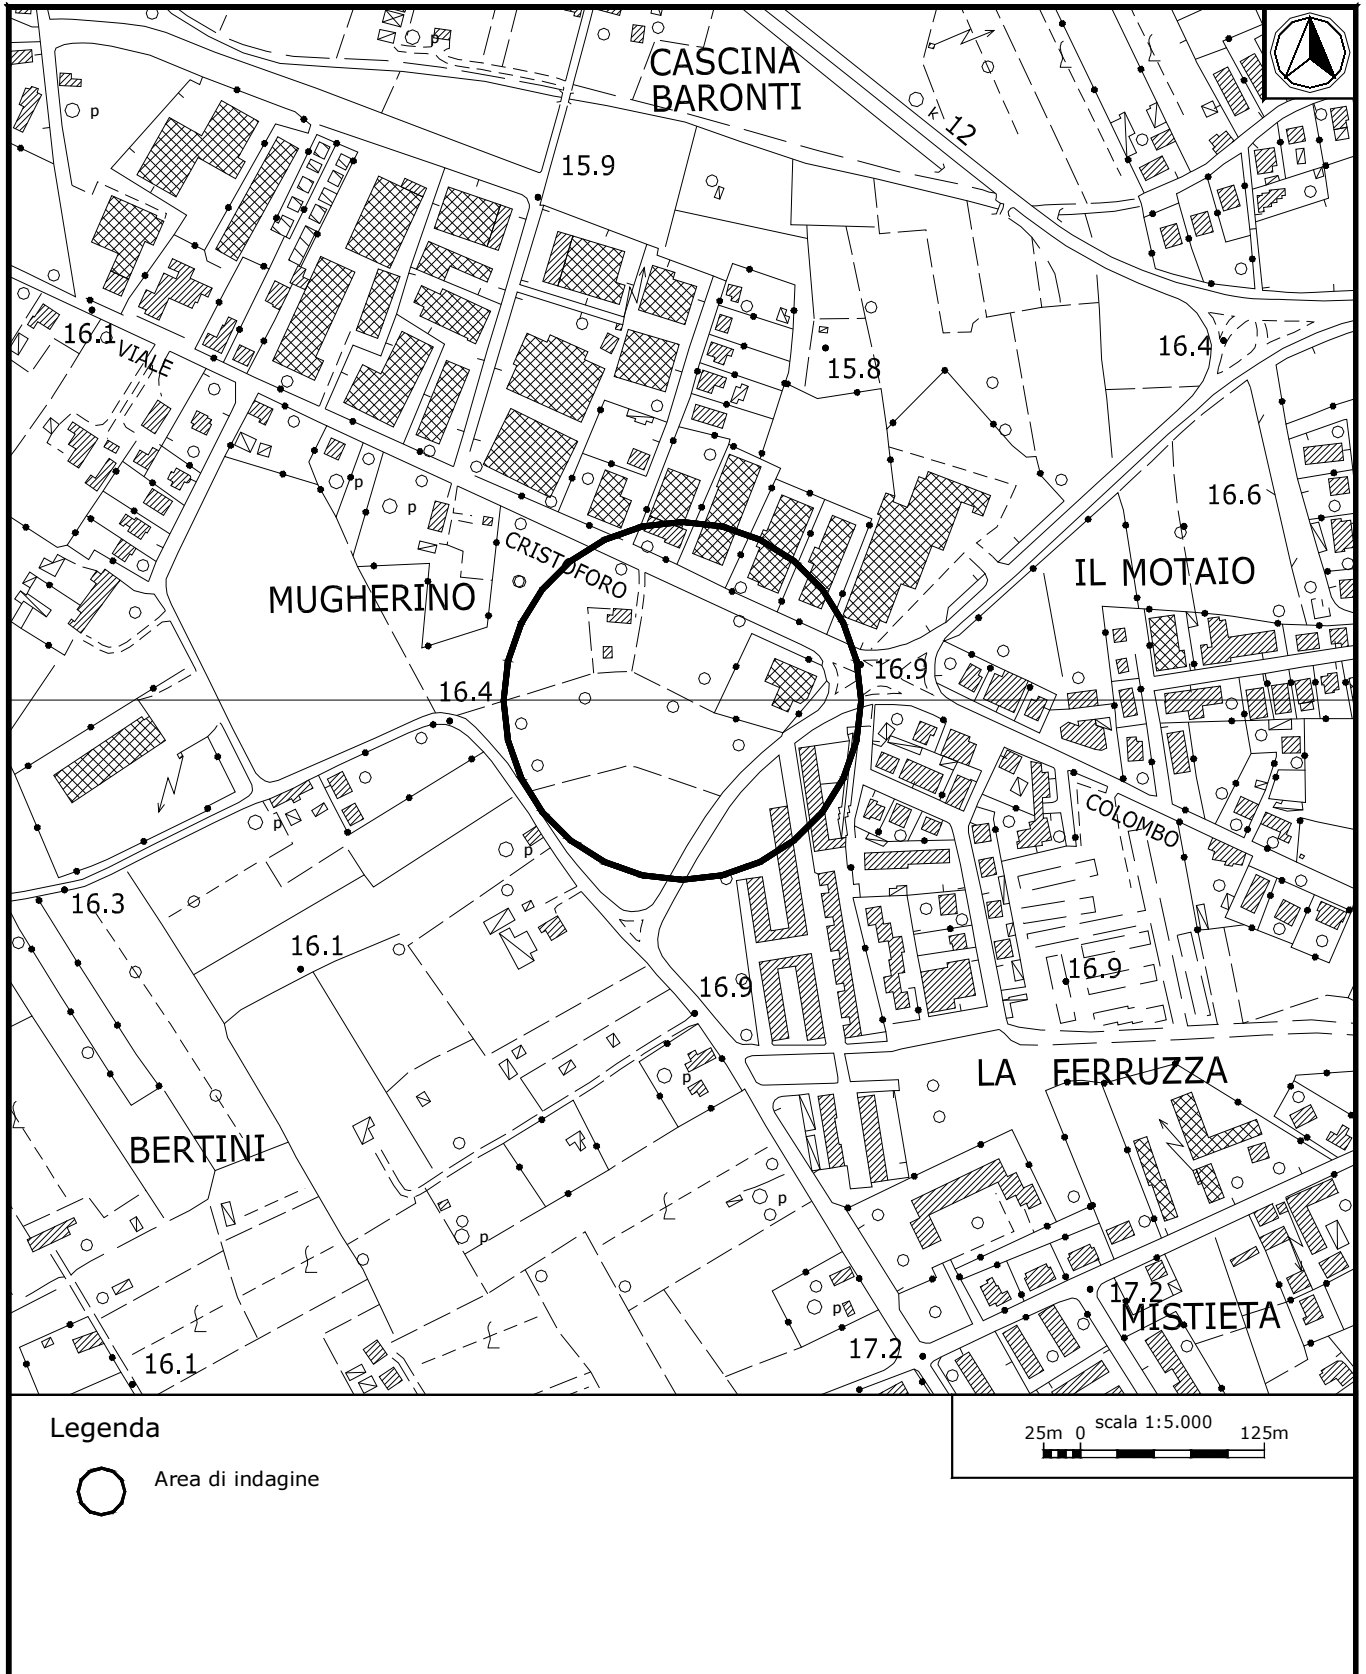 p
CASCINA
BARONTI
p
k 12
15.9
16.1
VIALE
16.4
15.8
p
p
16.6
CRISTOFORO
IL MOTAIO
MUGHERINO
16.9
16.4
COLOMBO
p
p
16.3
16.1
16.9
16.9
LA FERRUZZA
p
BERTINI
p
p
17.2
p
MISTIETA
17.2
16.1
Legenda
Area di indagine
scala 1:5.000
25m 0 125m